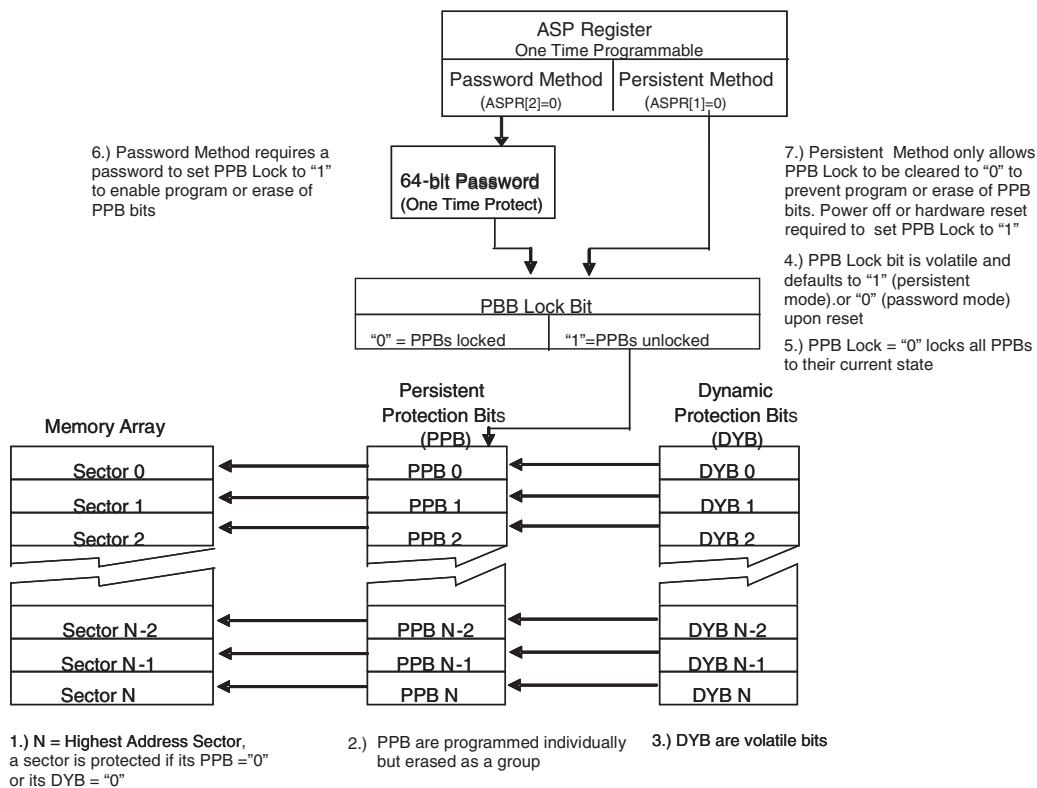 ASP Register
One Time Programmable
Password Method
(ASPR[2]=0)
Persistent Method
(ASPR[1]=0)
6.) Password Method requires a
password to set PPB Lock to “1”
to enable program or erase of
PPB bits
64-bit Password
(One Time Protect)
7.) Persistent Method only allows
PPB Lock to be cleared to “0” to
prevent program or erase of PPB
bits. Power off or hardware reset
required to set PPB Lock to “1”
4.) PPB Lock bit is volatile and
defaults to “1” (persistent
mode).or “0” (password mode)
upon reset
5.) PPB Lock = “0” locks all PPBs
to their current state
PBB Lock Bit
“0” = PPBs locked
“1”=PPBs unlocked
Memory Array
Persistent
Protection Bits
(PPB)
Dynamic
Protection Bits
(DYB)
Sector 0
PPB 0
DYB 0
Sector 1
PPB 1
DYB 1
Sector 2
PPB 2
DYB 2
Sector N-2
PPB N-2
DYB N-2
Sector N-1
PPB N-1
DYB N-1
Sector N
PPB N
DYB N
1.) N = Highest Address Sector,
a sector is protected if its PPB =”0”
or its DYB = “0”
2.) PPB are programmed individually
but erased as a group
3.) DYB are volatile bits